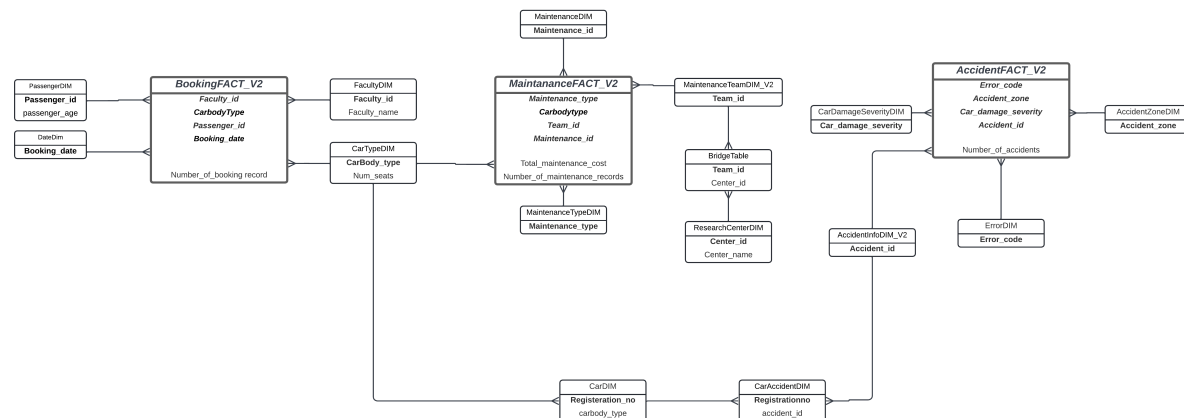 MaintenanceDIM
Maintenance_id
PassengerDIM
Passenger_id
passenger_age
DateDim
Booking_date
BookingFACT_V2
Faculty_id
CarbodyType
Passenger_id
Booking_date
Number_of_booking record
FacultyDIM
Faculty_id
Faculty_name
CarTypeDIM
CarBody_type
Num_seats
MaintananceFACT_V2
Maintenance_type
Carbodytype
Team_id
Maintenance_id
Total_maintenance_cost
Number_of_maintenance_records
MaintenanceTypeDIM
Maintenance_type
MaintenanceTeamDIM_V2
Team_id
BridgeTable
Team_id
Center_id
ResearchCenterDIM
Center_id
Center_name
CarDamageSeverityDIM
Car_damage_severity
AccidentFACT_V2
Error_code
Accident_zone
Car_damage_severity
Accident_id
Number_of_accidents
AccidentZoneDIM
Accident_zone
AccidentInfoDIM_V2
Accident_id
ErrorDIM
Error_code
CarDIM
Registeration_no
carbody_type
CarAccidentDIM
Registrationno
accident_id